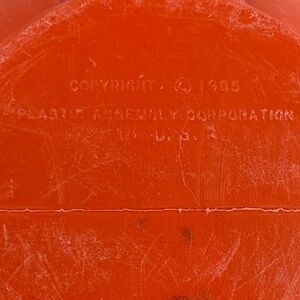 COPYRIGHT © 1985
PLASTIC ASSEMBLY CORPORATION